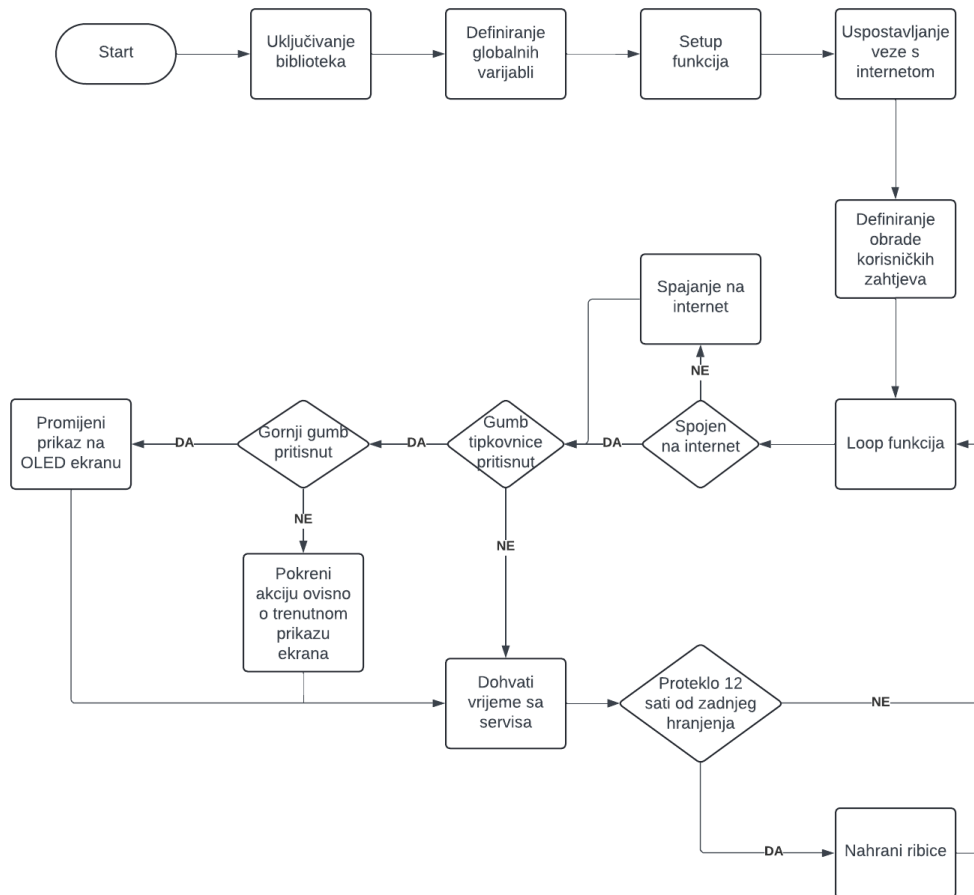 Start
Uključivanje
biblioteka
Definiranje
globalnih
varijabli
Setup
funkcija
Uspostavljanje
veze s
internetom
Definiranje
obrade
korisničkih
zahtjeva
Spajanje na
internet
NE
Loop funkcija
Spojen
na internet
DA
Gumb
tipkovnice
pritisnut
DA
Gornji gumb
pritisnut
DA
Promijeni
prikaz na
OLED ekranu
NE
NE
Pokreni
akciju ovisno
o trenutnom
prikazu
ekrana
Dohvati
vrijeme sa
servisa
Proteklo 12
sati od zadnjeg
hranjenja
NE
DA
Nahrani ribice